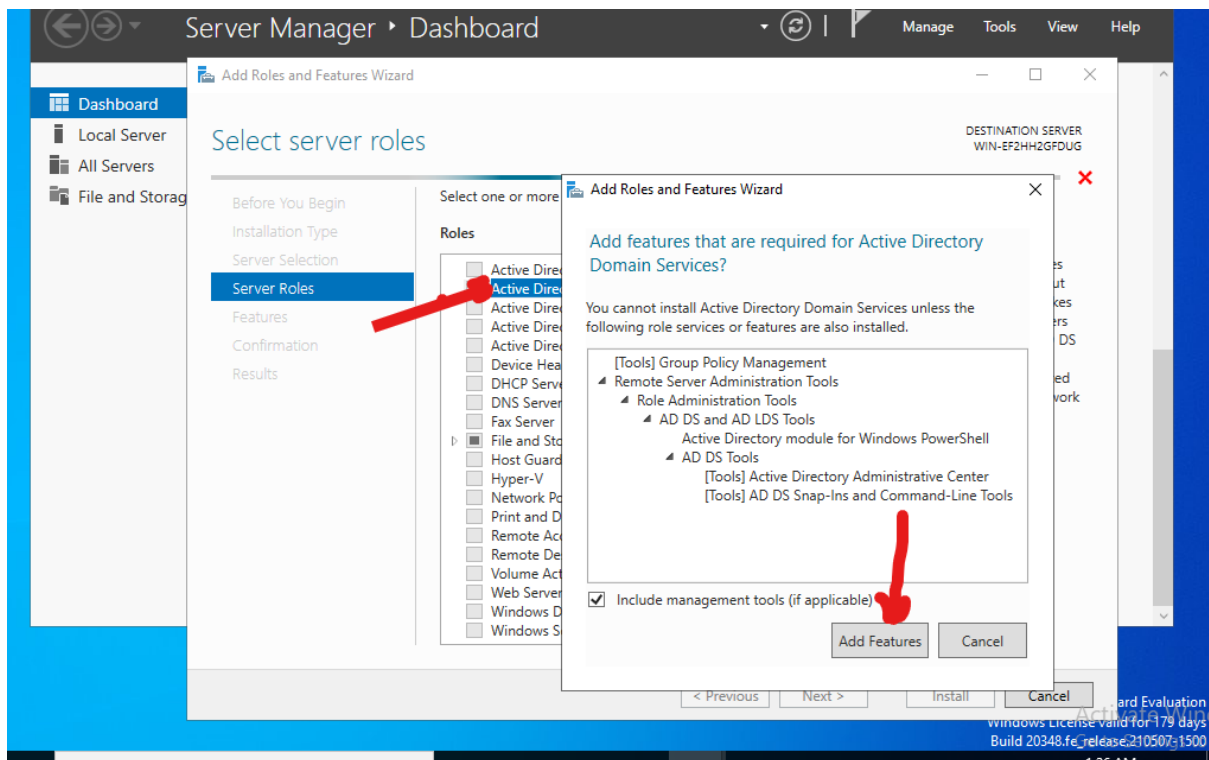 Server Manager
Dashboard
Manage
Tools
View
Help
Add Roles and Features Wizard
Dashboard
Local Server
All Servers
File and Storag
Select server roles
DESTINATION SERVER
WIN-EF2HH2GFDUG
Before You Begin
Installation Type
Server Selection
Server Roles
Features
Confirmation
Results
Select one or more
Roles
Active Direc
Active Direc
Active Direc
Active Direc
Active Direc
Device Hea
DHCP Serve
DNS Server
Fax Server
File and Sto
Host Guard
Hyper-V
Network Po
Print and D
Remote Acc
Remote De
Volume Act
Web Server
Windows D
Windows S
Add Roles and Features Wizard
Add features that are required for Active Directory
Domain Services?
You cannot install Active Directory Domain Services unless the
following role services or features are also installed.
[Tools] Group Policy Management
Remote Server Administration Tools
Role Administration Tools
AD DS and AD LDS Tools
Active Directory module for Windows PowerShell
AD DS Tools
[Tools] Active Directory Administrative Center
[Tools] AD DS Snap-Ins and Command-Line Tools
Include management tools (if applicable)
Add Features
Cancel
es
ut
kes
ers
DS
ed
work
< Previous
Next >
Install
Cancel
ard Evaluation
Windows License valid for 179 days
Build 20348.fe_release.210507-1500